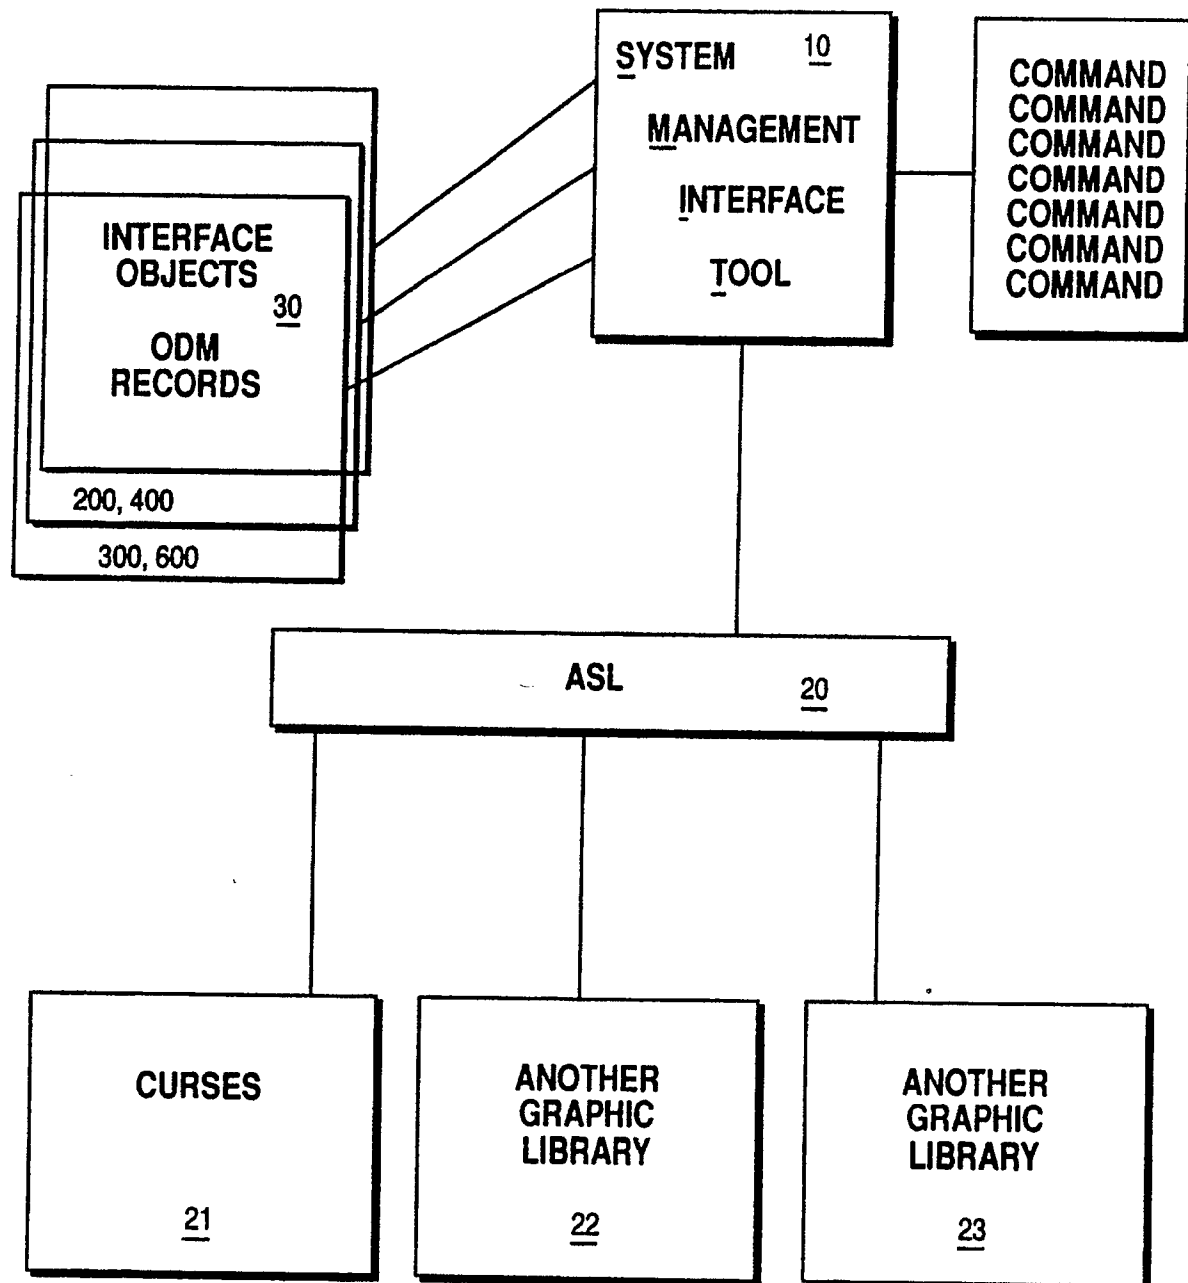 SYSTEM 10
MANAGEMENT
INTERFACE
TOOL
COMMAND
COMMAND
COMMAND
COMMAND
COMMAND
COMMAND
COMMAND
INTERFACE
OBJECTS
30
ODM
RECORDS
200, 400
300, 600
ASL 20
CURSES
21
ANOTHER
GRAPHIC
LIBRARY
22
ANOTHER
GRAPHIC
LIBRARY
23